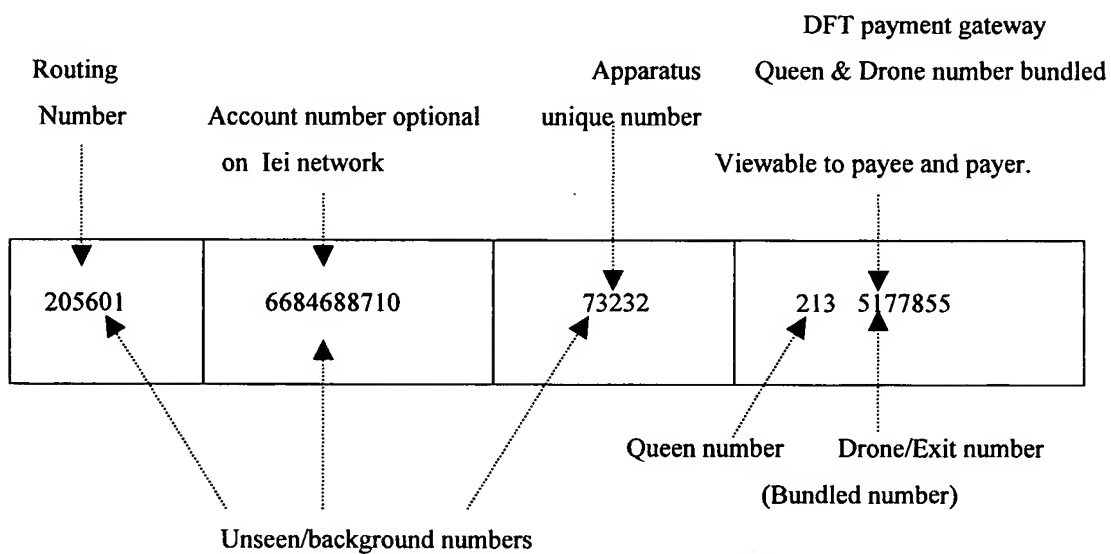 DFT payment gateway
Routing
Apparatus
Queen & Drone number bundled
Number
Account number optional
unique number
on Iei network
Viewable to payee and payer.
205601
6684688710
73232
213 5177855
Queen number
Drone/Exit number
(Bundled number)
Unseen/background numbers